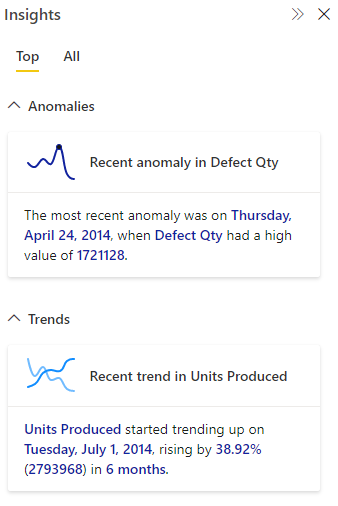 Insights
Top All
Anomalies
Recent anomaly in Defect Qty
The most recent anomaly was on Thursday,
April 24, 2014, when Defect Qty had a high
value of 1721128.
Trends
Recent trend in Units Produced
Units Produced started trending up on
Tuesday, July 1, 2014, rising by 38.92%
(2793968) in 6 months.